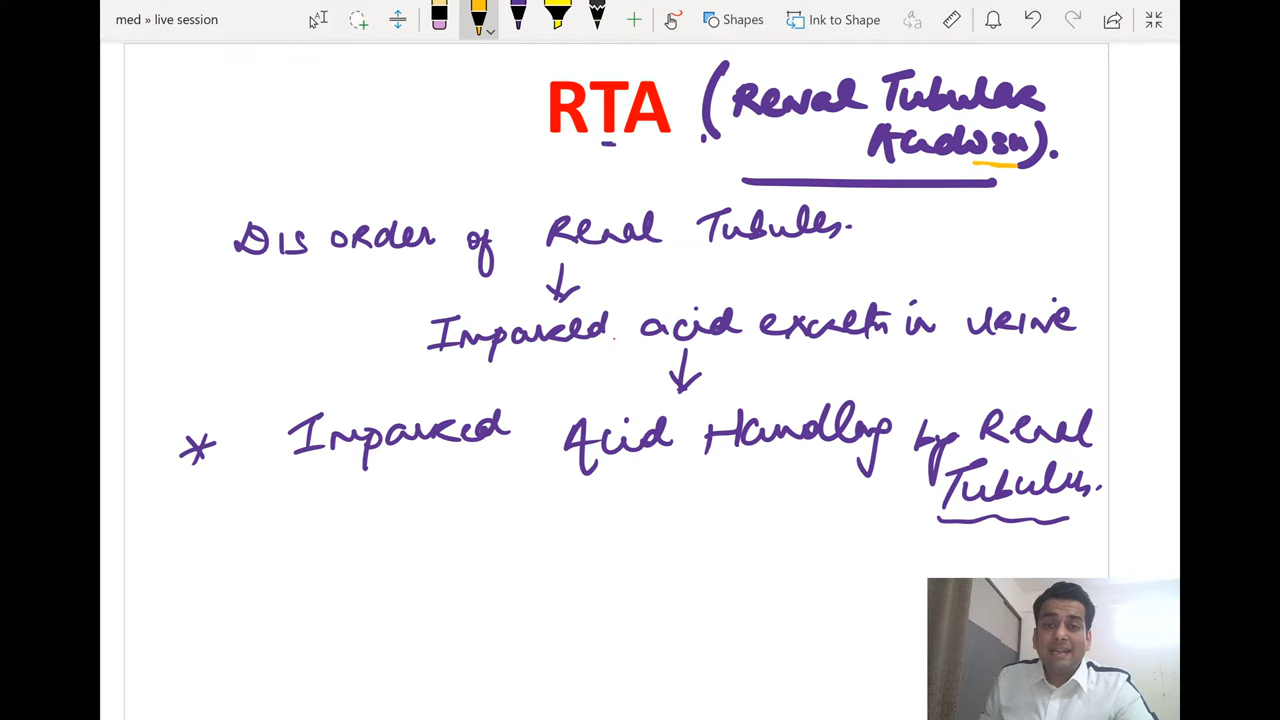 med » live session
Shapes
Ink to Shape
RTA (Renal Tubular
Acidosis).
Disorder of Renal Tubules.
Impaired acid excretn in urine
* Impaired Acid Handling by Renal
Tubules.